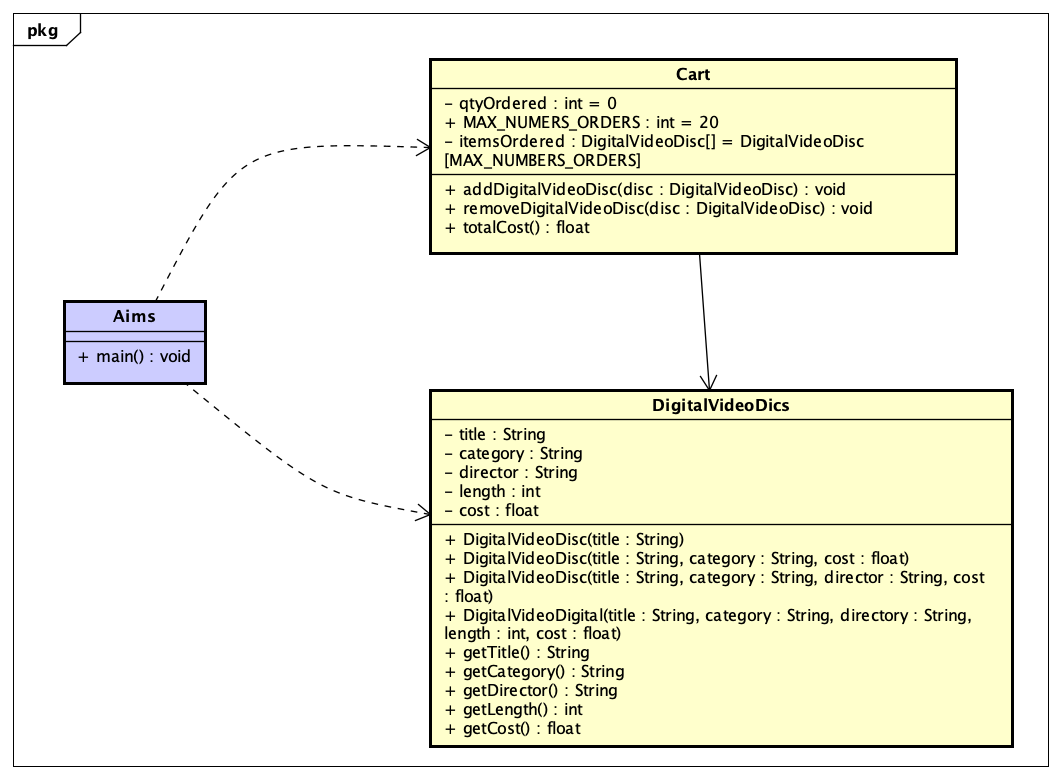 pkg
Cart
– qtyOrdered : int = 0
+ MAX_NUMERS_ORDERS : int = 20
– itemsOrdered : DigitalVideoDisc[] = DigitalVideoDisc
[MAX_NUMBERS_ORDERS]
+ addDigitalVideoDisc(disc : DigitalVideoDisc) : void
+ removeDigitalVideoDisc(disc : DigitalVideoDisc) : void
+ totalCost() : float
Aims
+ main() : void
DigitalVideoDics
– title : String
– category : String
– director : String
– length : int
– cost : float
+ DigitalVideoDisc(title : String)
+ DigitalVideoDisc(title : String, category : String, cost : float)
+ DigitalVideoDisc(title : String, category : String, director : String, cost
: float)
+ DigitalVideoDigital(title : String, category : String, directory : String,
length : int, cost : float)
+ getTitle() : String
+ getCategory() : String
+ getDirector() : String
+ getLength() : int
+ getCost() : float